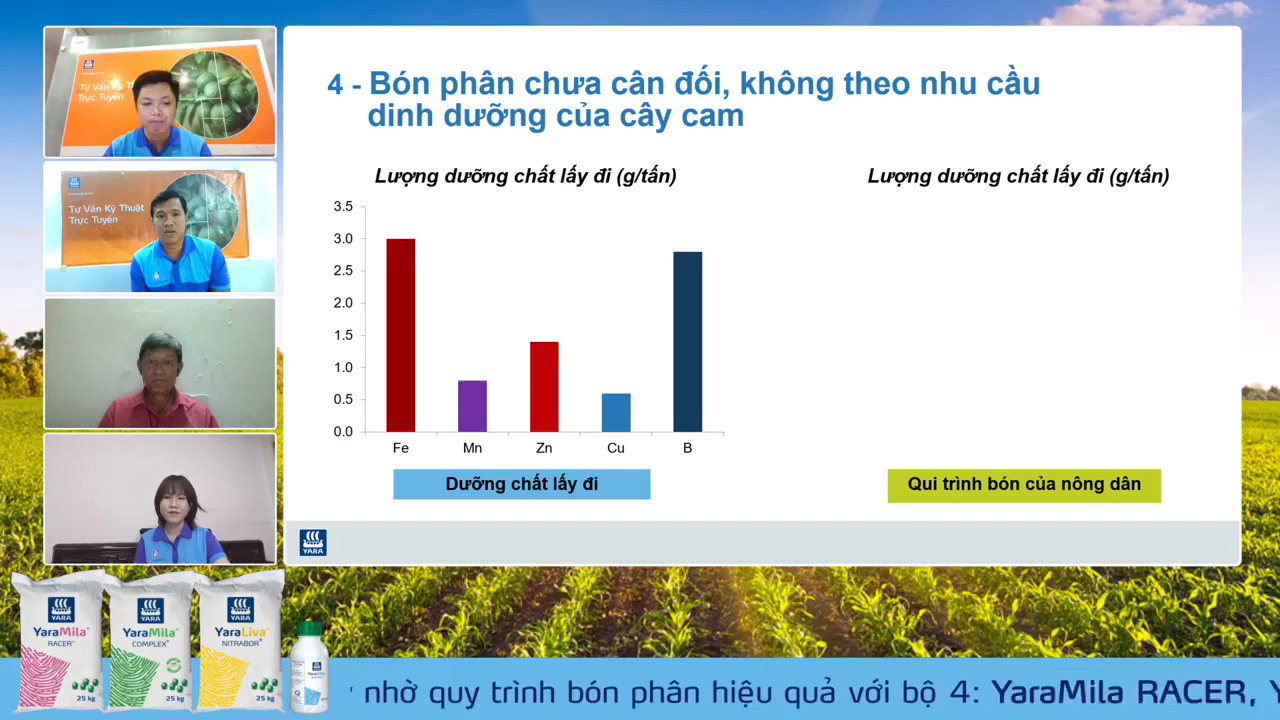 4 - Bón phân chưa cân đối, không theo nhu cầu
dinh dưỡng của cây cam
Lượng dưỡng chất lấy đi (g/tấn)
3.5
3.0
2.5
2.0
1.5
1.0
0.5
0.0
Fe Mn Zn Cu B
Dưỡng chất lấy đi
Lượng dưỡng chất lấy đi (g/tấn)
Qui trình bón của nông dân
YARA
Tư Vấn Kỹ
Trực Tuyến
Tư Vấn Kỹ Thuật
Trực Tuyến
YARA
YaraMila
RACER
25 kg
YARA
YaraMila
COMPLEX
25 kg
YARA
YaraLiva
NITRABOR
25 kg
nhờ quy trình bón phân hiệu quả với bộ 4: YaraMila RACER,